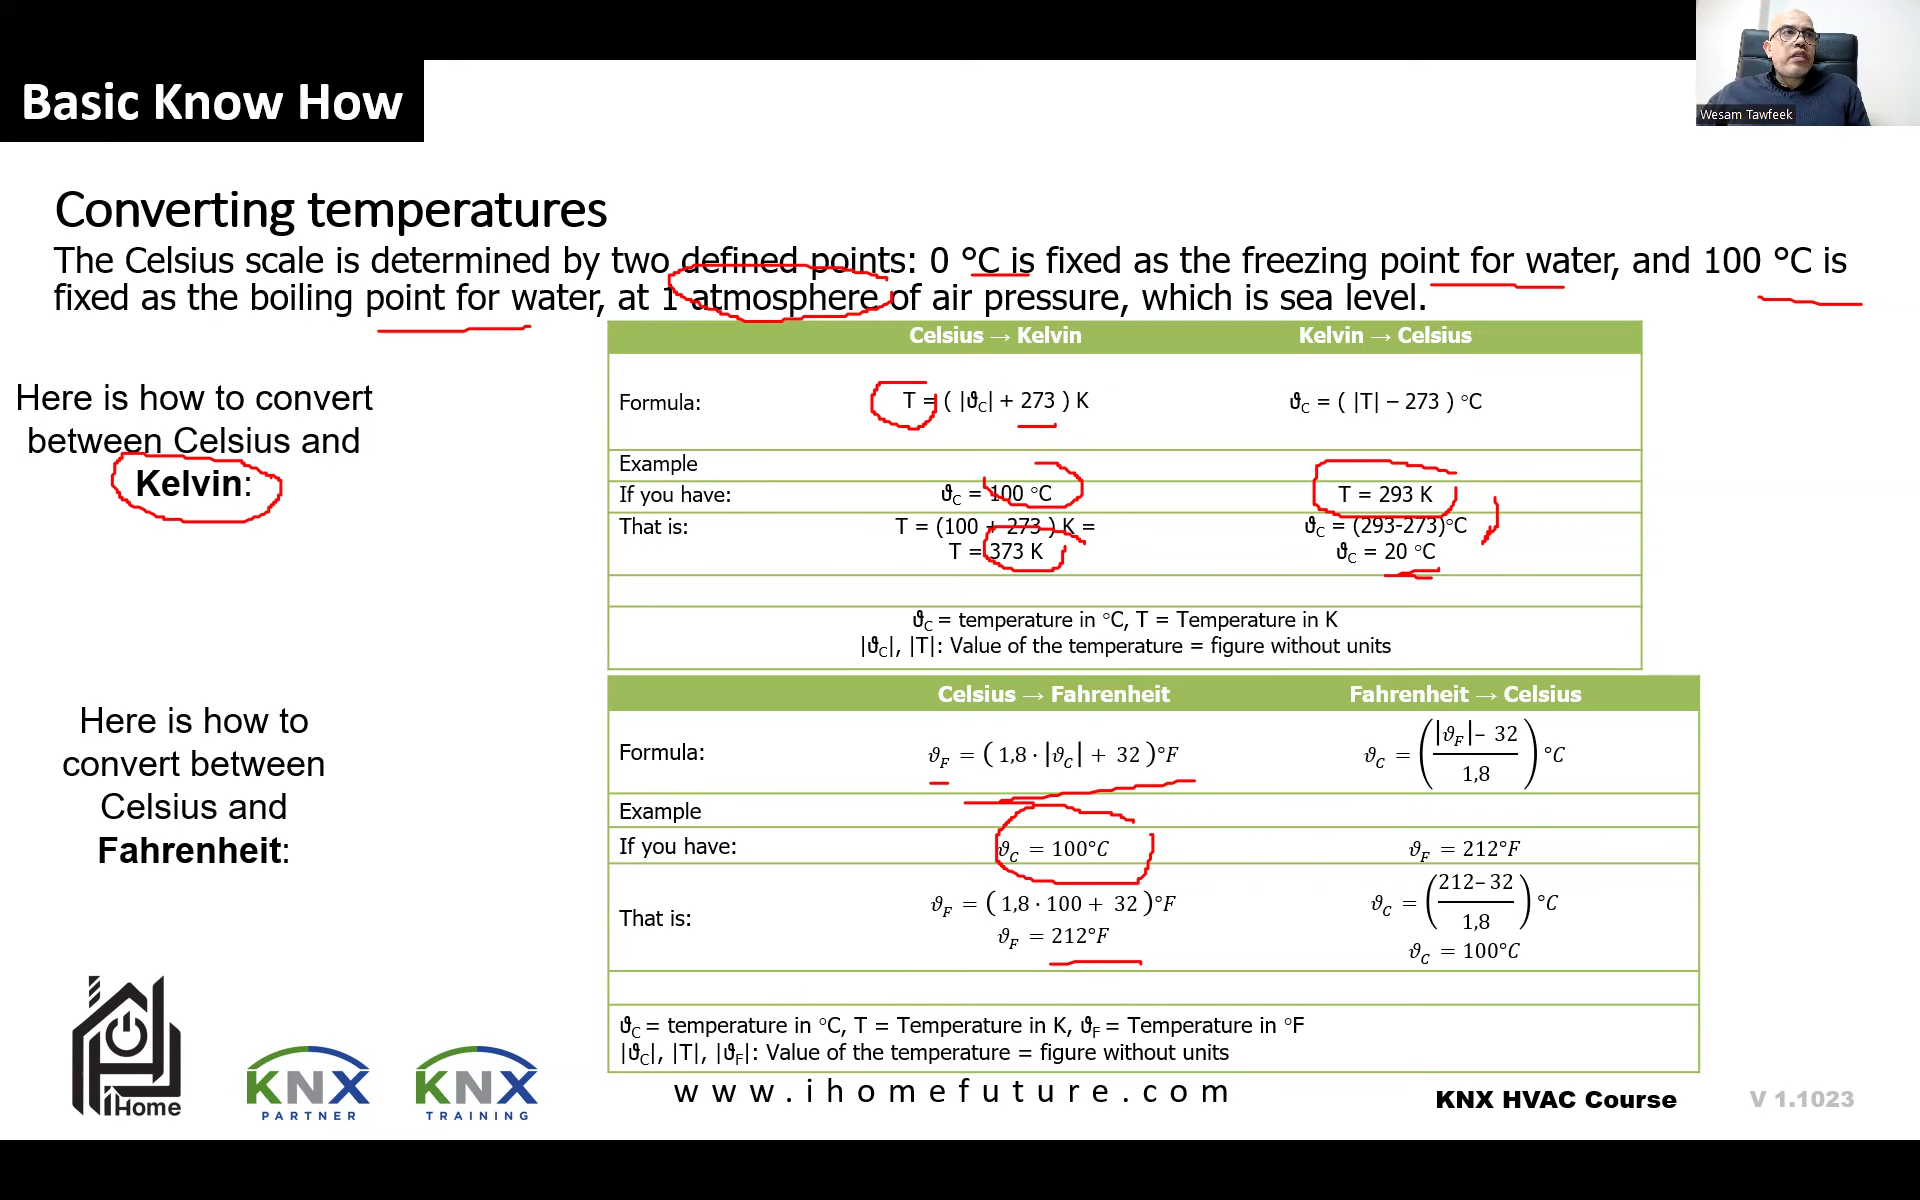 Wesam Tawfeek
Basic Know How
Converting temperatures
The Celsius scale is determined by two defined points: 0 °C is fixed as the freezing point for water, and 100 °C is
fixed as the boiling point for water, at 1 atmosphere of air pressure, which is sea level.
Here is how to convert
between Celsius and
Kelvin:
Celsius → Kelvin Kelvin → Celsius
Formula: T = ( |ϑC| + 273 ) K ϑC = ( |T| – 273 ) °C
Example
If you have: ϑC = 100 °C T = 293 K
That is: T = (100 + 273 ) K = ϑC = (293-273)°C
T = 373 K ϑC = 20 °C
ϑC = temperature in °C, T = Temperature in K
|ϑC|, |T|: Value of the temperature = figure without units
Here is how to
convert between
Celsius and
Fahrenheit:
Celsius → Fahrenheit Fahrenheit → Celsius
Formula: ϑF = ( 1,8 · |ϑC| + 32 )°F ϑC = ( (|ϑF| – 32) / 1,8 ) °C
Example
If you have: ϑC = 100°C ϑF = 212°F
That is: ϑF = ( 1,8 · 100 + 32 )°F ϑC = ( (212 – 32) / 1,8 ) °C
ϑF = 212°F ϑC = 100°C
ϑC = temperature in °C, T = Temperature in K, ϑF = Temperature in °F
|ϑC|, |T|, |ϑF|: Value of the temperature = figure without units
iHome
KNX
PARTNER
KNX
TRAINING
www.ihomefuture.com
KNX HVAC Course
V 1.1023